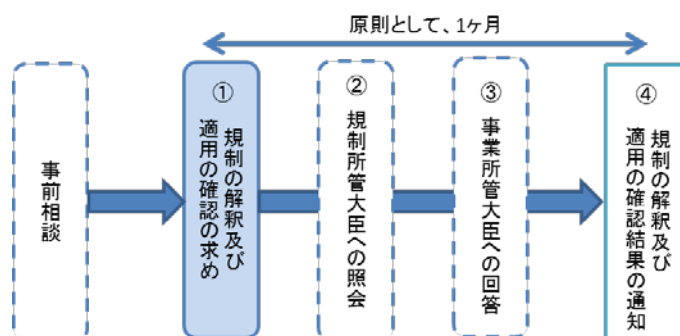 原則として、1ヶ月
事前相談
①
規制の解釈及び
適用の確認の求め
②
規制所管大臣への照会
③
事業所管大臣への回答
④
規制の解釈及び
適用の確認結果の通知